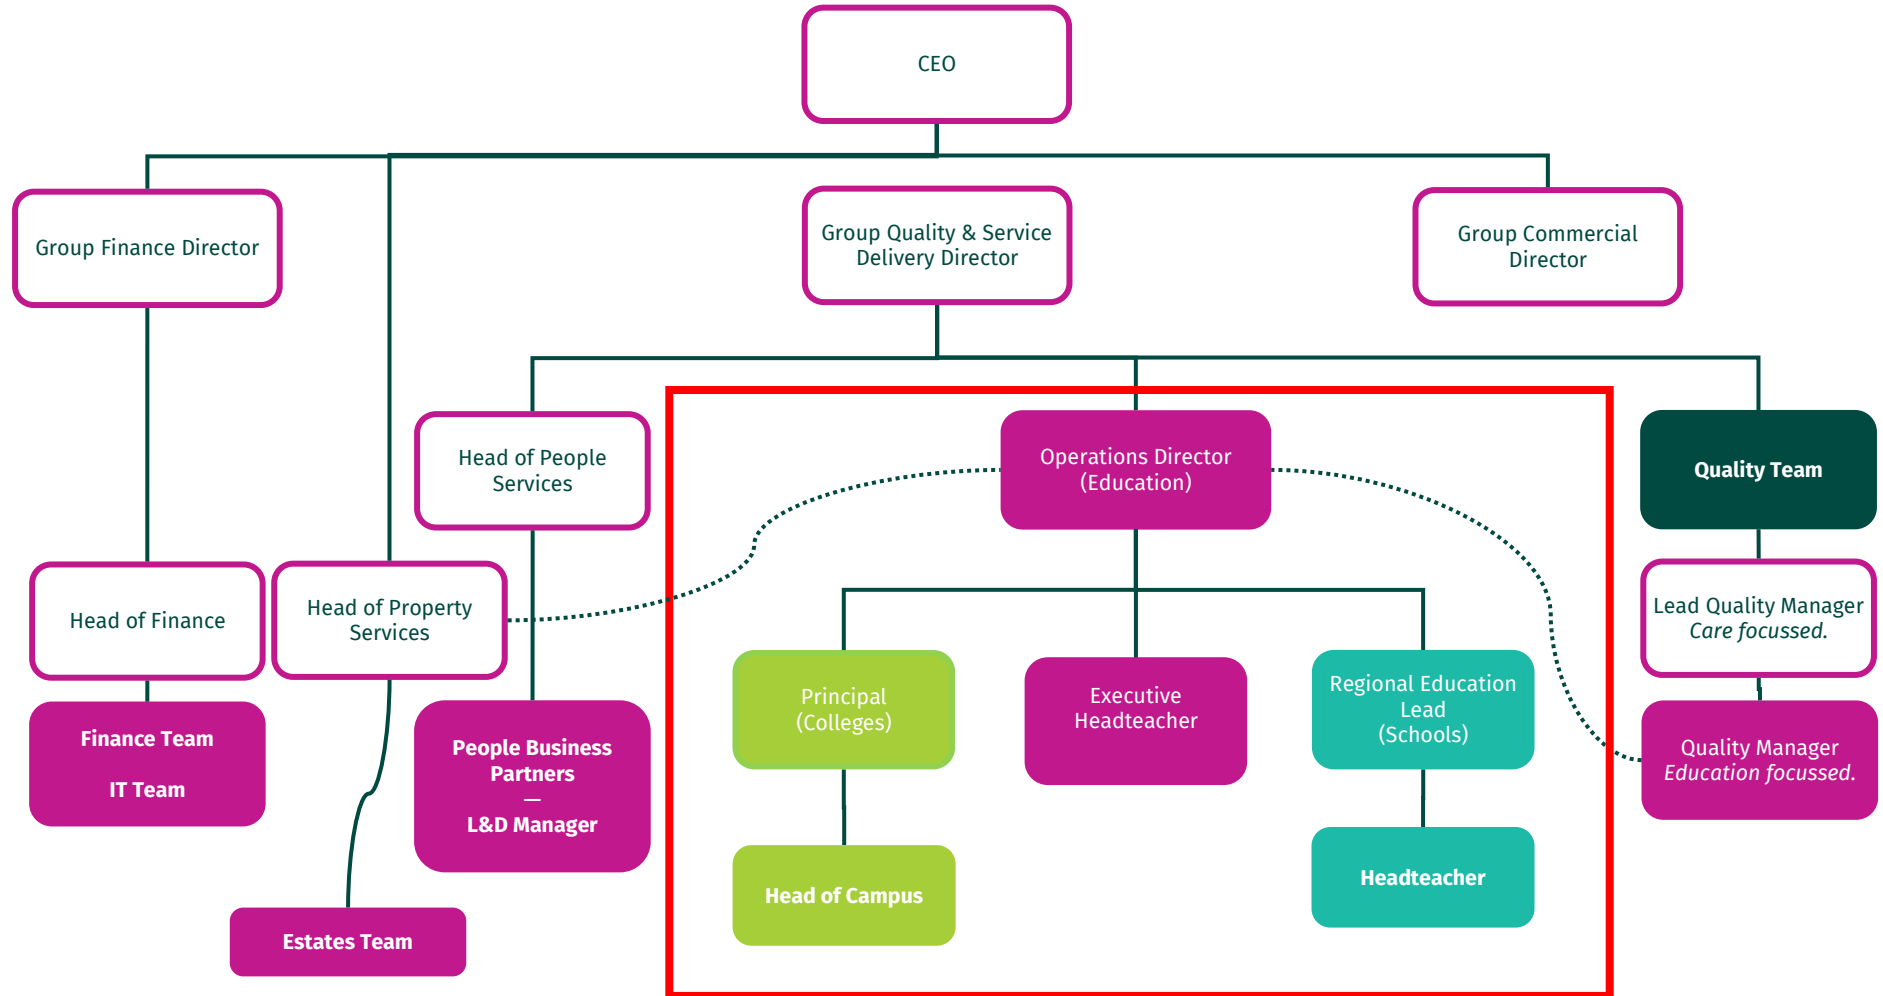 CEO
Group Finance Director
Group Quality & Service
Delivery Director
Group Commercial
Director
Head of People
Services
Operations Director
(Education)
Quality Team
Head of Finance
Head of Property
Services
Lead Quality Manager
Care focussed.
Principal
(Colleges)
Executive
Headteacher
Regional Education
Lead
(Schools)
Finance Team
IT Team
People Business
Partners
—
L&D Manager
Quality Manager
Education focussed.
Head of Campus
Headteacher
Estates Team